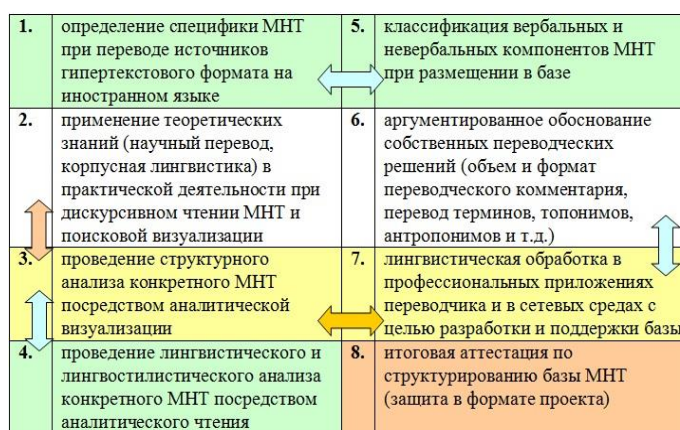 1. определение специфики МНТ
при переводе источников
гипертекстового формата на
иностранном языке
5. классификация вербальных и
невербальных компонентов МНТ
при размещении в базе
2. применение теоретических
знаний (научный перевод,
корпусная лингвистика) в
практической деятельности при
дискурсивном чтении МНТ и
поисковой визуализации
6. аргументированное обоснование
собственных переводческих
решений (объем и формат
переводческого комментария,
перевод терминов, топонимов,
антропонимов и т.д.)
3. проведение структурного
анализа конкретного МНТ
посредством аналитической
визуализации
7. лингвистическая обработка в
профессиональных приложениях
переводчика и в сетевых средах с
целью разработки и поддержки базы
4. проведение лингвистического и
лингвостилистического анализа
конкретного МНТ посредством
аналитического чтения
8. итоговая аттестация по
структурированию базы МНТ
(защита в формате проекта)